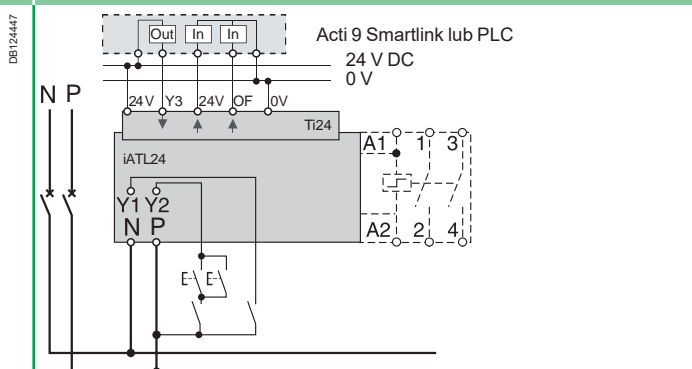 DB124447
Out In In
Acti 9 Smartlink lub PLC
24 V DC
0 V
N P
24V Y3 24V OF 0V
Ti24
iATL24
A1 1 3
Y1 Y2
N P
A2 2 4
E E